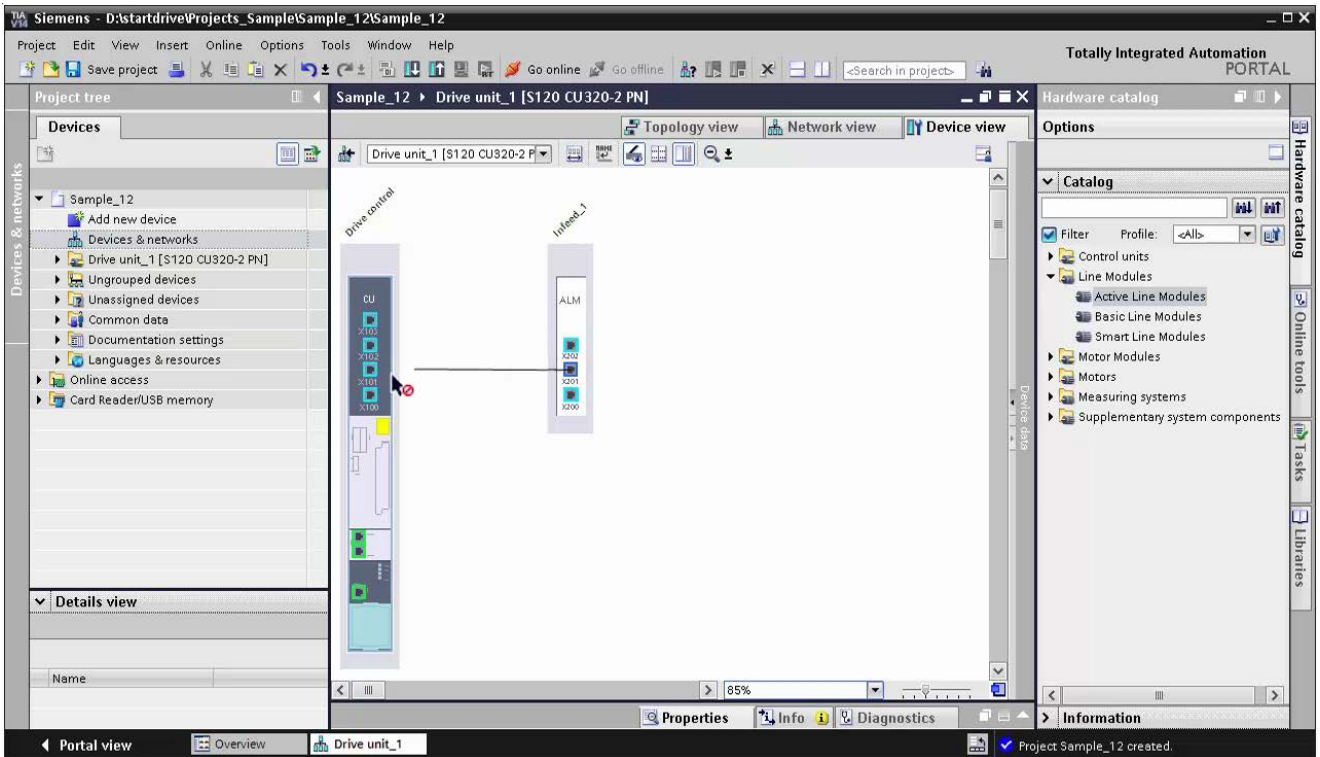 TIA V14 Siemens - D:\startdrive\Projects_Sample\Sample_12\Sample_12
Project Edit View Insert Online Options Tools Window Help
Totally Integrated Automation
PORTAL
Save project Go online Go offline <Search in project>
Project tree
Sample_12 Drive unit_1 [S120 CU320-2 PN]
Hardware catalog
Devices
Topology view Network view Device view
Options
Drive unit_1 [S120 CU320-2 P
Catalog
Sample_12
Add new device
Devices & networks
Drive unit_1 [S120 CU320-2 PN]
Ungrouped devices
Unassigned devices
Common data
Documentation settings
Languages & resources
Online access
Card Reader/USB memory
Devices & networks
Drive control
Infeed_1
CU
X103
X102
X101
X100
ALM
X202
X201
X200
Device data
Filter Profile: <All>
Control units
Line Modules
Active Line Modules
Basic Line Modules
Smart Line Modules
Motor Modules
Motors
Measuring systems
Supplementary system components
Hardware catalog
Online tools
Tasks
Libraries
Details view
Name
85%
Properties Info Diagnostics
Information
Portal view Overview Drive unit_1
Project Sample_12 created.